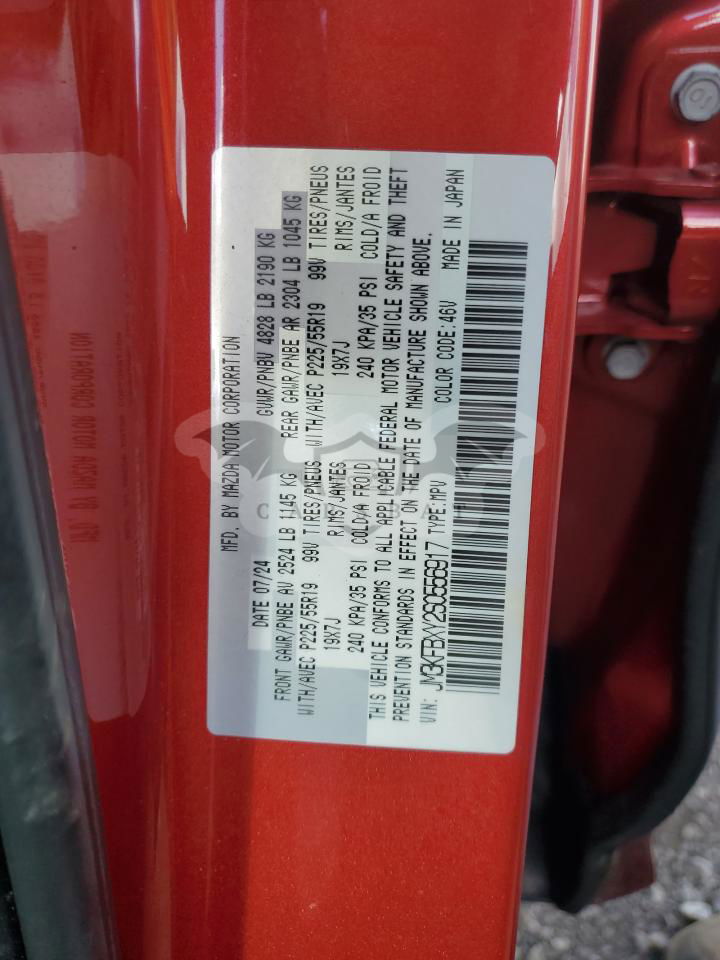 MFD. BY MAZDA MOTOR CORPORATION
DATE 07/24 GVWR/PNBV 4828 LB 2190 KG
FRONT GAWR/PNBE AV 2524 LB 1145 KG REAR GAWR/PNBE AR 2304 LB 1045 KG
WITH/AVEC P225/55R19 99V TIRES/PNEUS WITH/AVEC P225/55R19 99V TIRES/PNEUS
19X7J RIMS/JANTES 19X7J RIMS/JANTES
240 KPA/35 PSI COLD/A FROID 240 KPA/35 PSI COLD/A FROID
THIS VEHICLE CONFORMS TO ALL APPLICABLE FEDERAL MOTOR VEHICLE SAFETY AND THEFT
PREVENTION STANDARDS IN EFFECT ON THE DATE OF MANUFACTURE SHOWN ABOVE.
VIN: JM3KFBXY2S0556917 TYPE:MPV COLOR CODE:46V MADE IN JAPAN